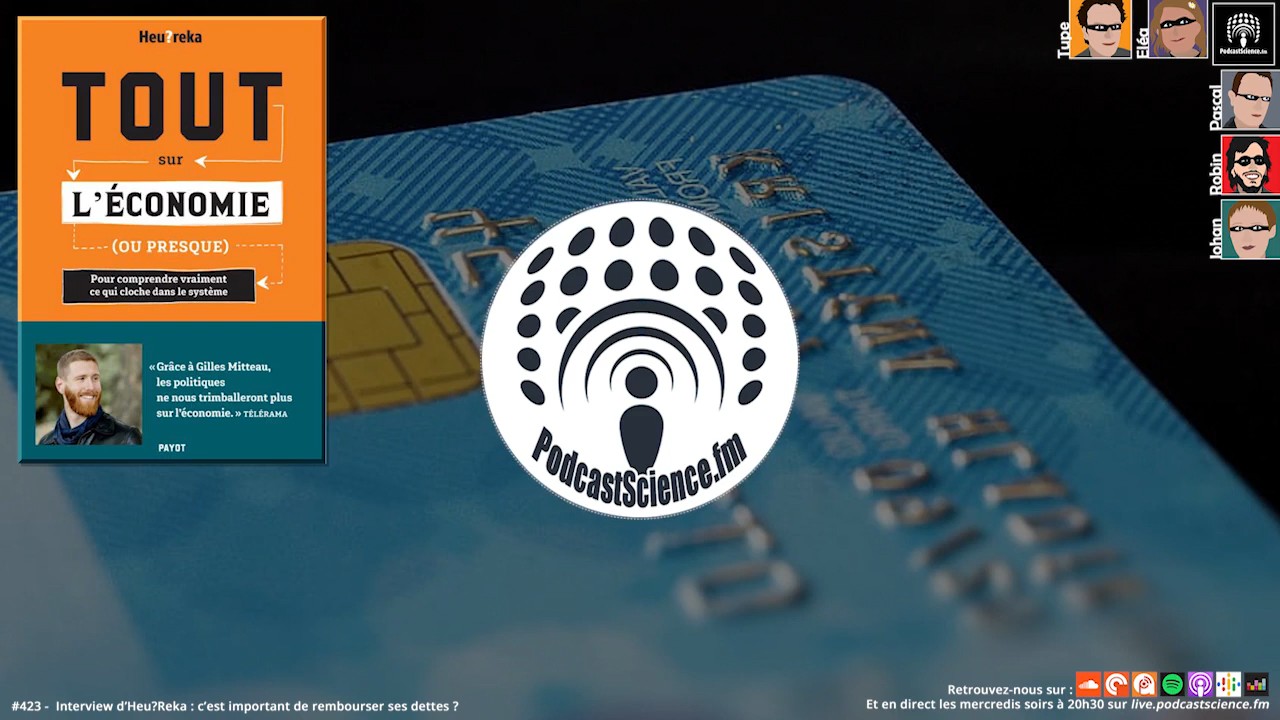 Heu?reka
TOUT
sur
L'ÉCONOMIE
(OU PRESQUE)
Pour comprendre vraiment
ce qui cloche dans le système
« Grâce à Gilles Mitteau,
les politiques
ne nous trimballeront plus
sur l'économie. » TÉLÉRAMA
PAYOT
PodcastScience.fm
Tupe
Eléa
PodcastScience.fm
Pascal
Robin
Johan
#423 - Interview d'Heu?Reka : c'est important de rembourser ses dettes ?
Retrouvez-nous sur :
Et en direct les mercredis soirs à 20h30 sur live.podcastscience.fm